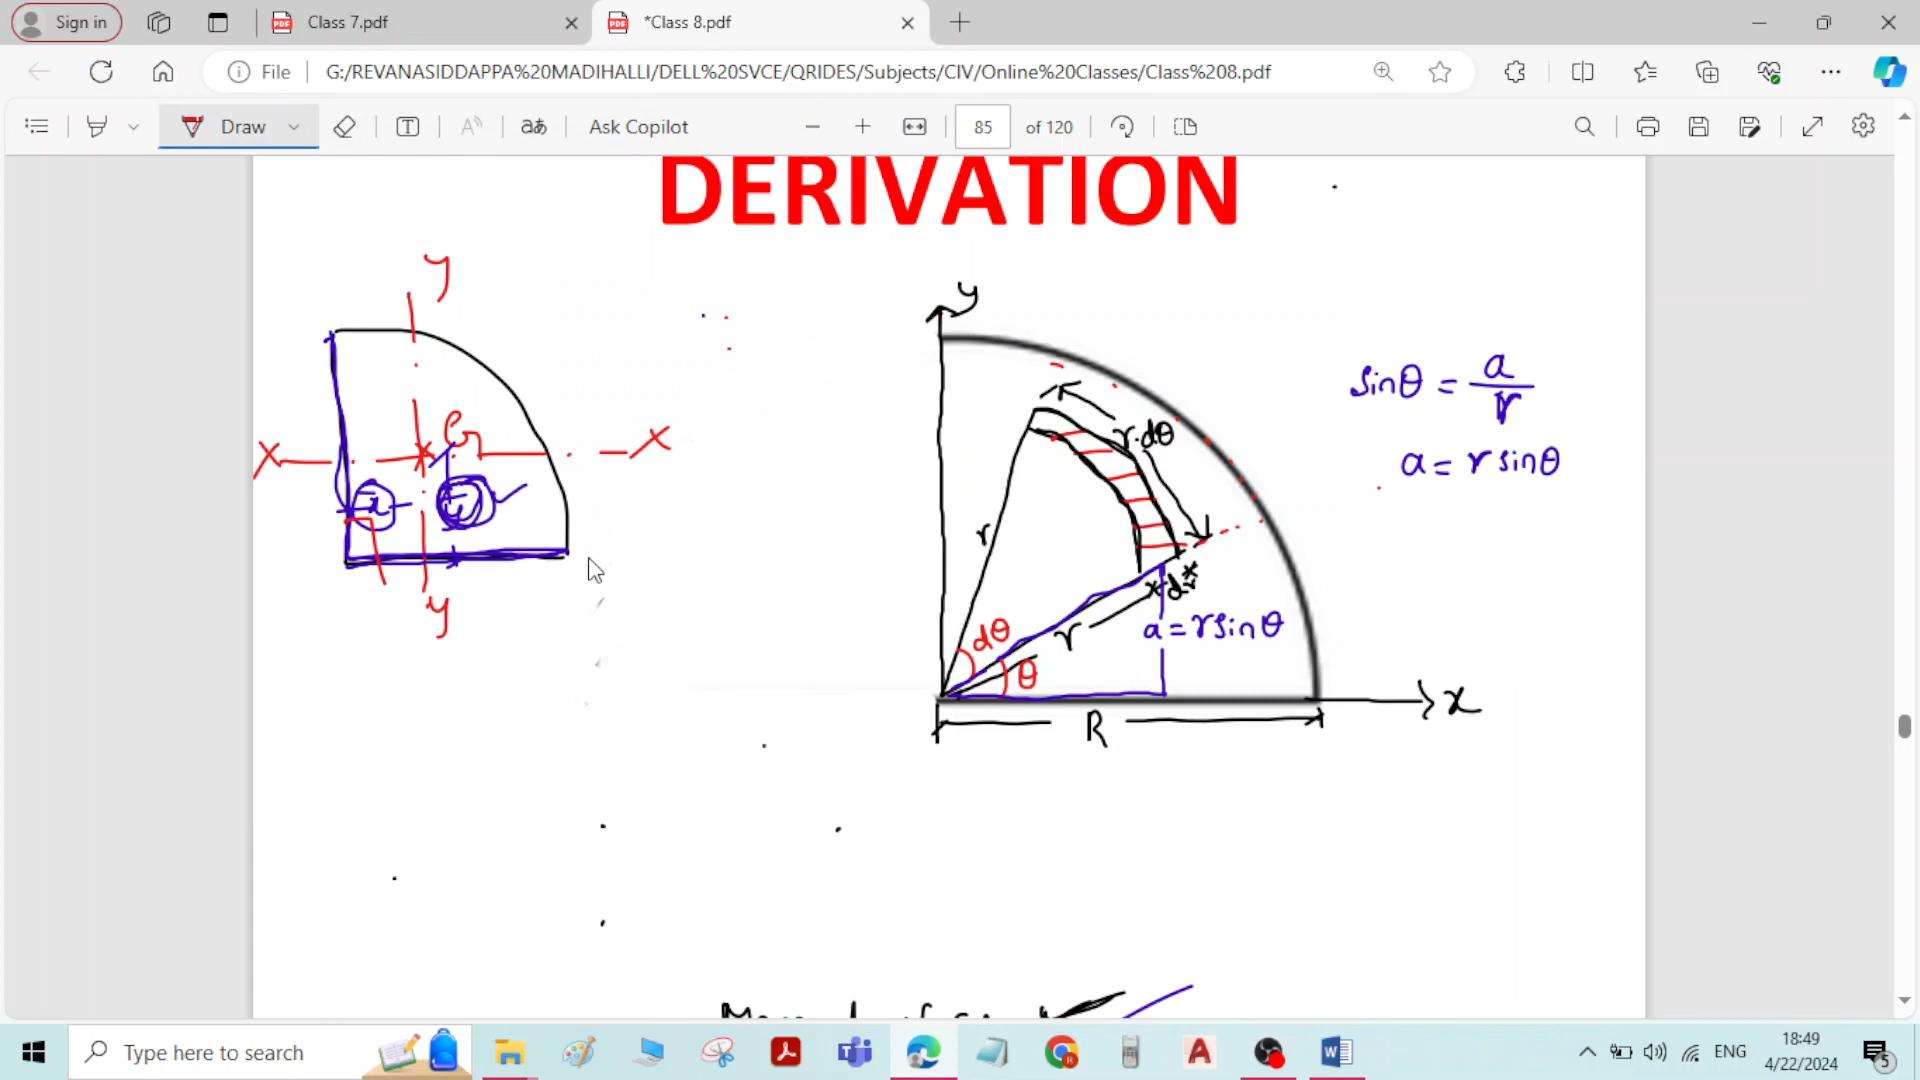 Sign in
Class 7.pdf
*Class 8.pdf
File
G:/REVANASIDDAPPA%20MADIHALLI/DELL%20SVCE/QRIDES/Subjects/CIV/Online%20Classes/Class%208.pdf
Draw
Ask Copilot
85 of 120
DERIVATION
y
X
G
X
x̄
ȳ
y
y
r.dθ
r
dr
dθ
θ
r
a = r sinθ
R
x
sinθ = a/r
a = r sinθ
Type here to search
ENG
18:49
4/22/2024
5